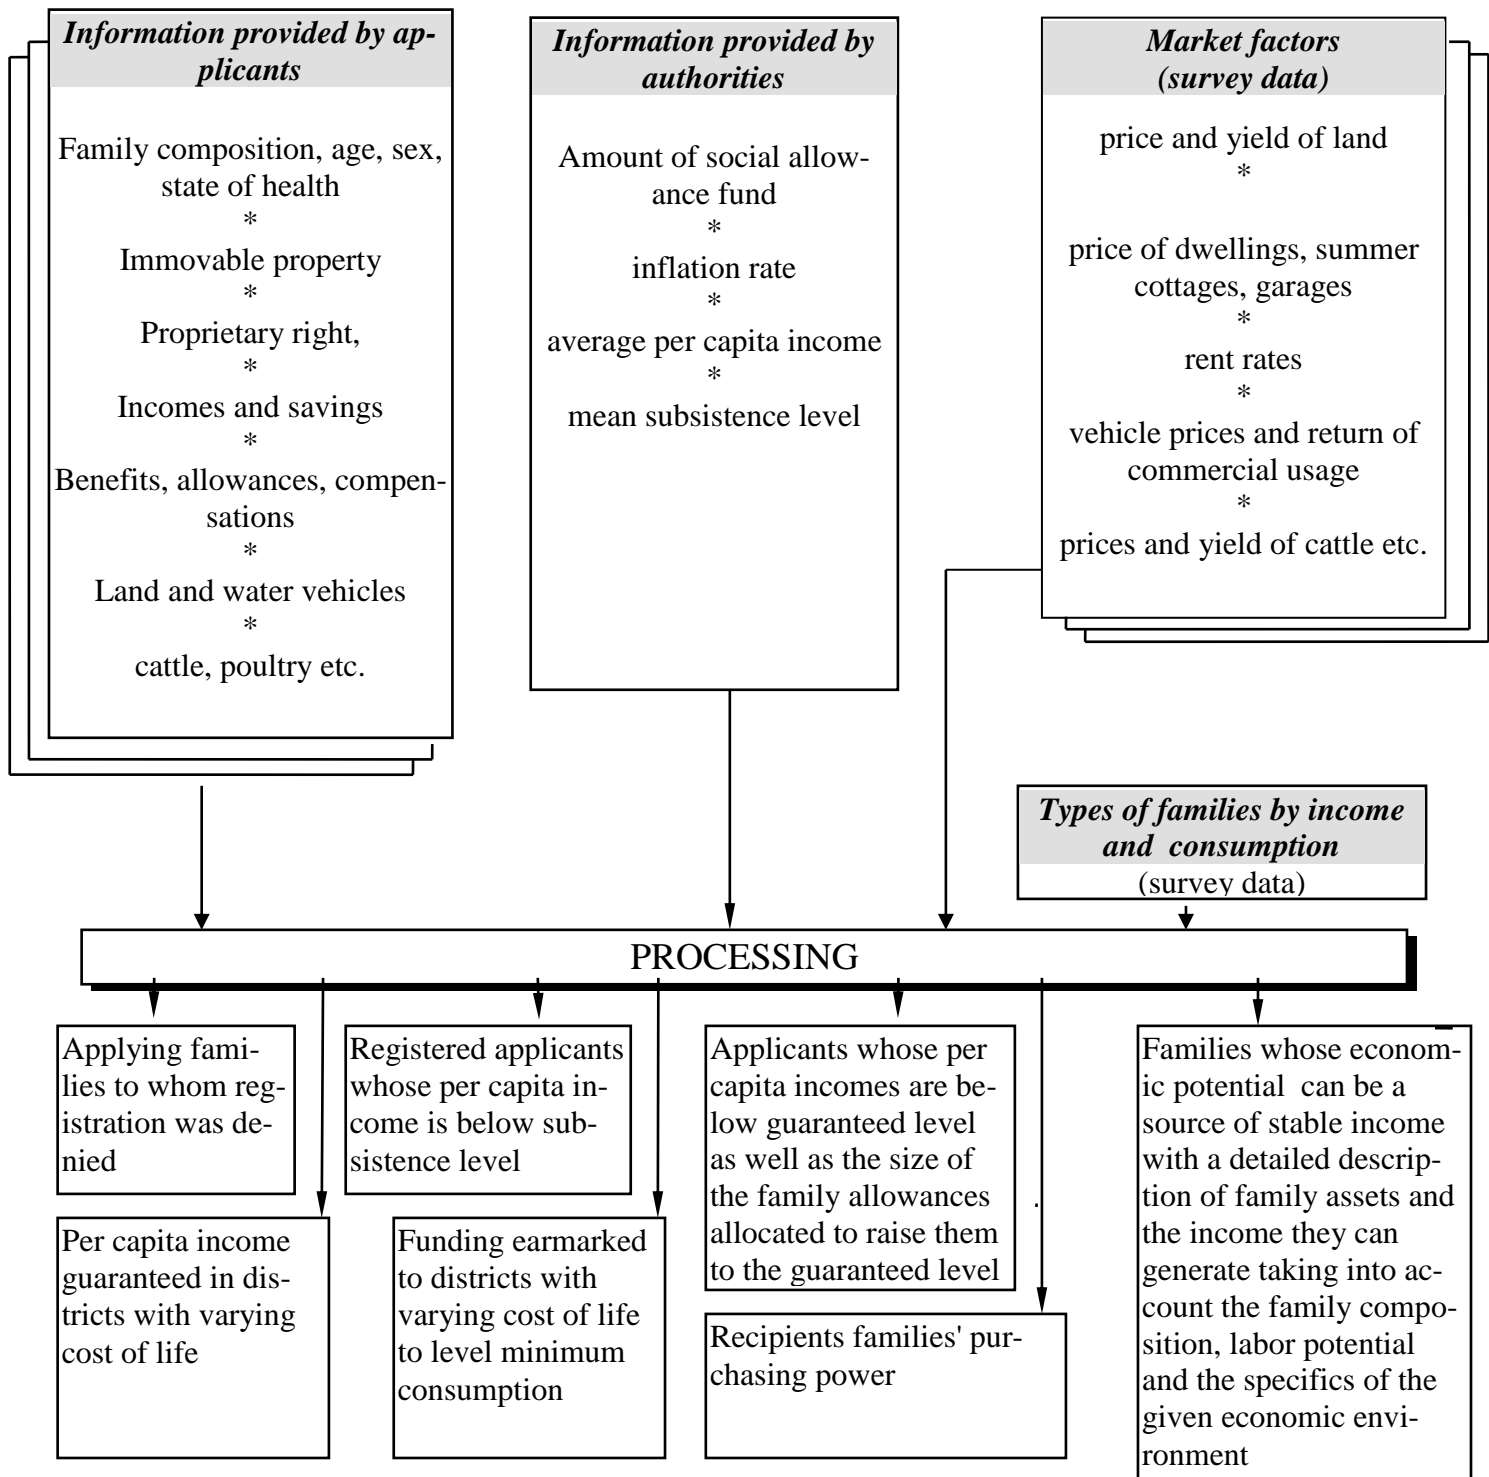 Information provided by ap-
plicants
Family composition, age, sex,
state of health
*
Immovable property
*
Proprietary right,
*
Incomes and savings
*
Benefits, allowances, compen-
sations
*
Land and water vehicles
*
cattle, poultry etc.
Information provided by
authorities
Amount of social allow-
ance fund
*
inflation rate
*
average per capita income
*
mean subsistence level
Market factors
(survey data)
price and yield of land
*
price of dwellings, summer
cottages, garages
*
rent rates
*
vehicle prices and return of
commercial usage
*
prices and yield of cattle etc.
Types of families by income
and consumption
(survey data)
PROCESSING
Applying fami-
lies to whom reg-
istration was de-
nied
Per capita income
guaranteed in dis-
tricts with varying
cost of life
Registered applicants
whose per capita in-
come is below sub-
sistence level
Funding earmarked
to districts with
varying cost of life
to level minimum
consumption
Applicants whose per
capita incomes are be-
low guaranteed level
as well as the size of
the family allowances
allocated to raise them
to the guaranteed level
Recipients families' pur-
chasing power
Families whose econom-
ic potential can be a
source of stable income
with a detailed descrip-
tion of family assets and
the income they can
generate taking into ac-
count the family compo-
sition, labor potential
and the specifics of the
given economic envi-
ronment